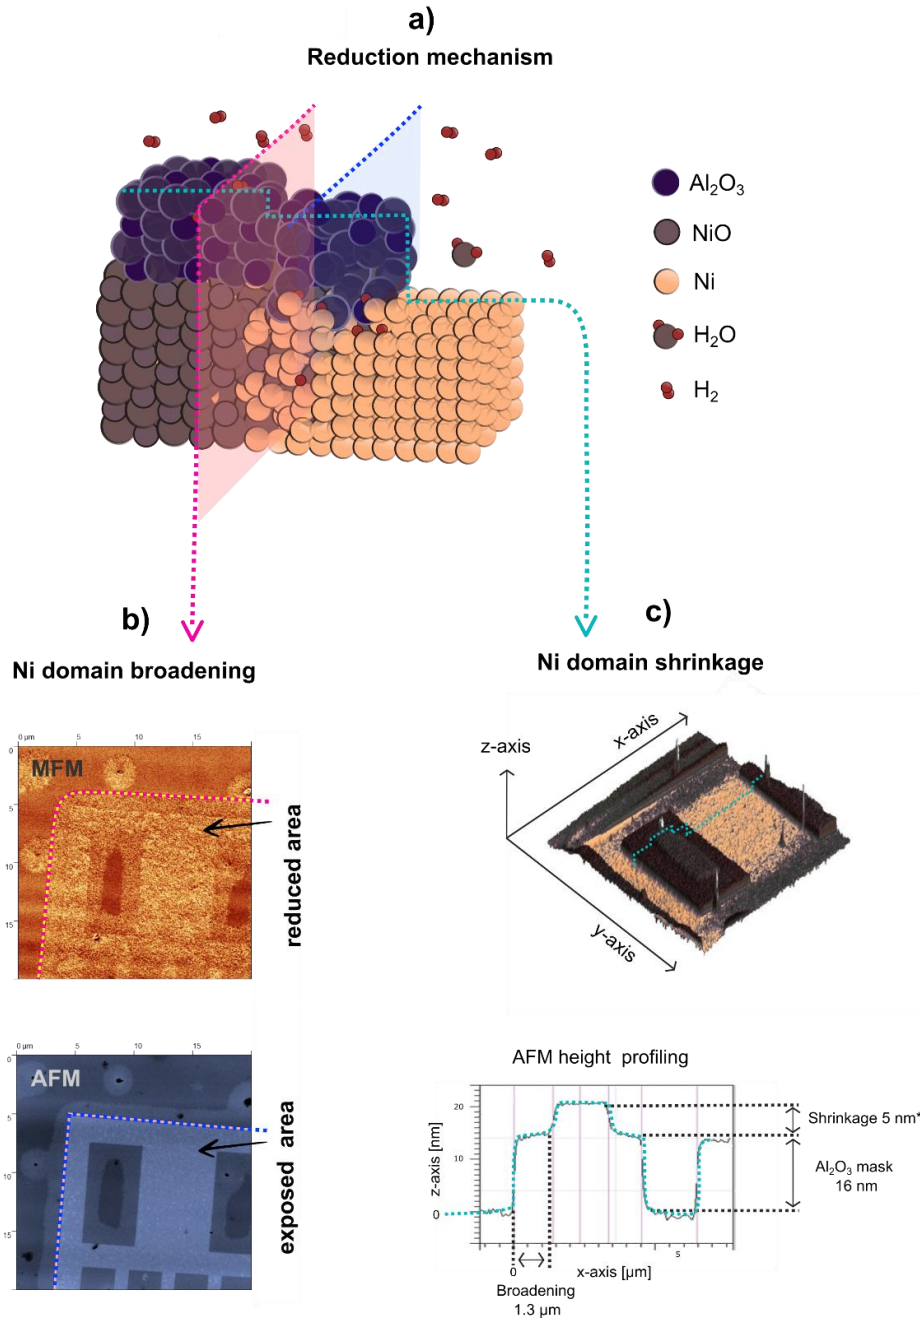 a)
Reduction mechanism
Al₂O₃
NiO
Ni
H₂O
H₂
b)
Ni domain broadening
c)
Ni domain shrinkage
0 µm
5
10
15
0
5
10
15
MFM
reduced area
z-axis
x-axis
y-axis
0 µm
5
10
15
0
5
10
15
AFM
exposed area
AFM height profiling
z-axis [nm]
20
10
0
Shrinkage 5 nm*
Al₂O₃ mask
16 nm
0
5
x-axis [µm]
Broadening
1.3 µm